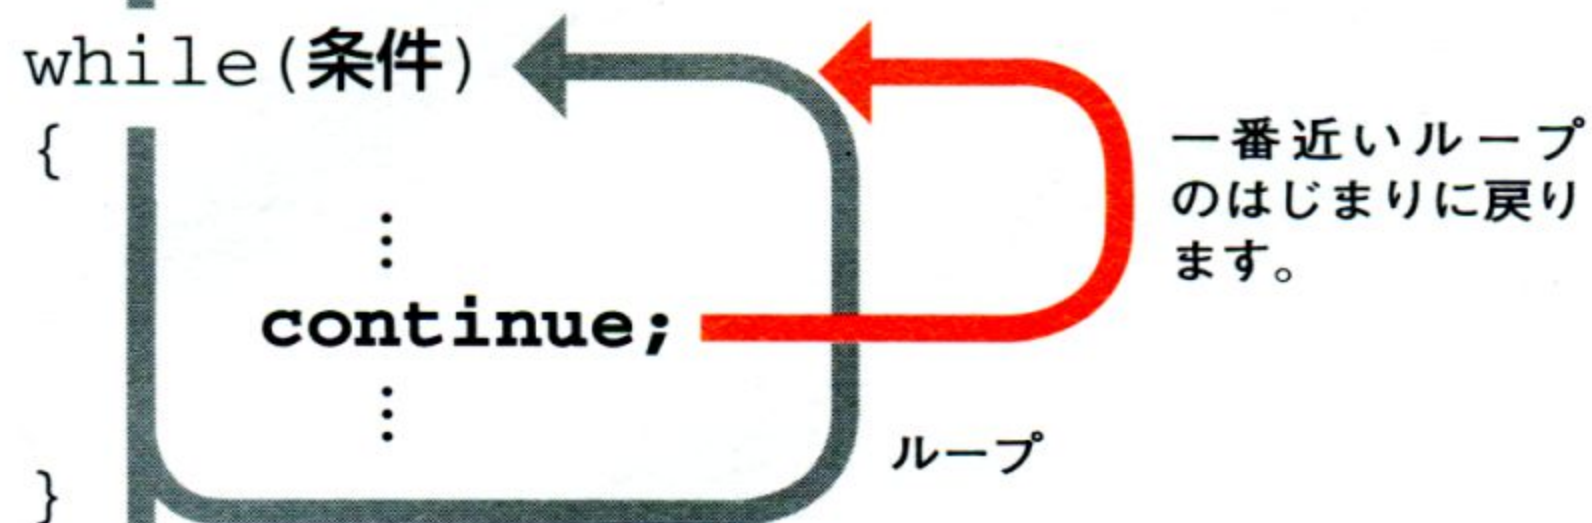 while(条件)
{
一番近いループ
のはじまりに戻り
ます。
⋮
continue;
⋮
ループ
}